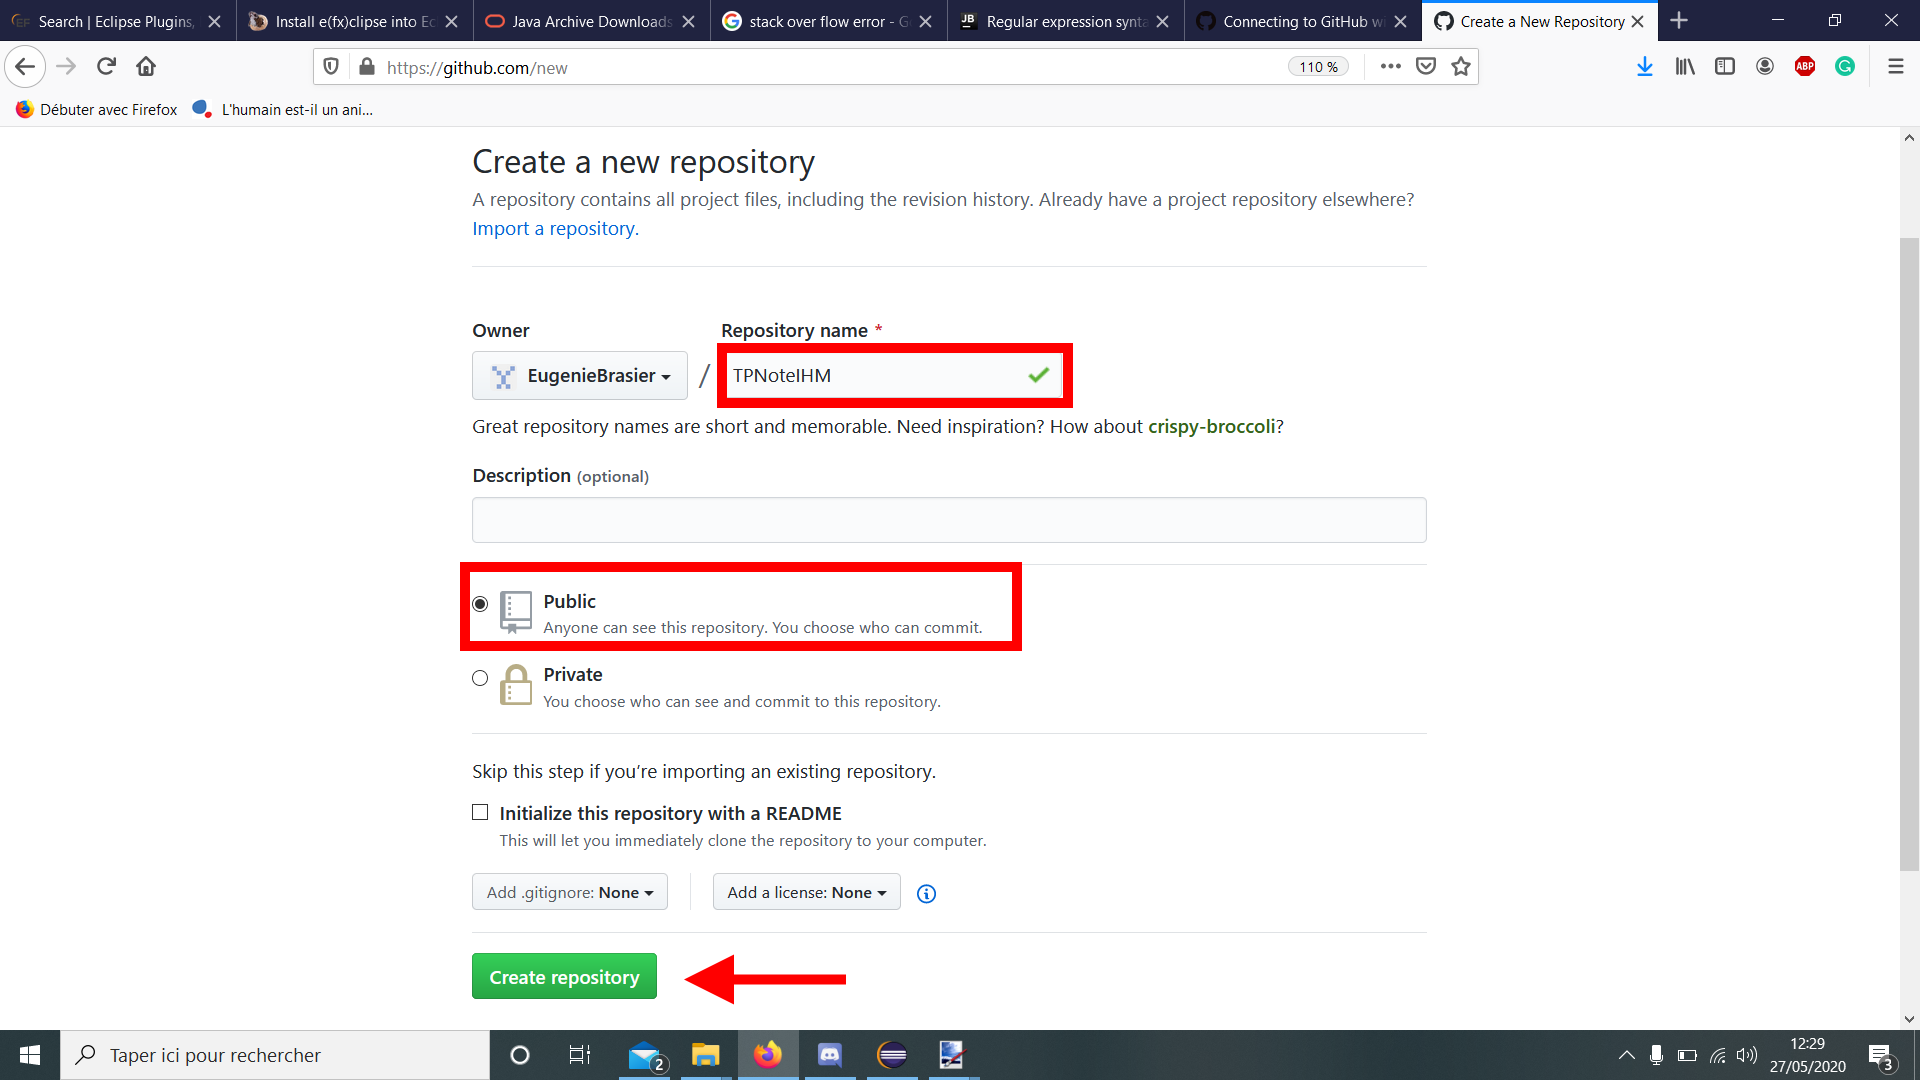 Search | Eclipse Plugins,
Install e(fx)clipse into Ec
Java Archive Downloads
stack over flow error - G
JB Regular expression synta
Connecting to GitHub wi
Create a New Repository
https://github.com/new
110 %
ABP
Débuter avec Firefox
L'humain est-il un ani...
Create a new repository
A repository contains all project files, including the revision history. Already have a project repository elsewhere?
Import a repository.
Owner
Repository name *
EugenieBrasier
/
TPNoteIHM
Great repository names are short and memorable. Need inspiration? How about crispy-broccoli?
Description (optional)
Public
Anyone can see this repository. You choose who can commit.
Private
You choose who can see and commit to this repository.
Skip this step if you’re importing an existing repository.
Initialize this repository with a README
This will let you immediately clone the repository to your computer.
Add .gitignore: None
Add a license: None
Create repository
Taper ici pour rechercher
2
12:29
27/05/2020
3